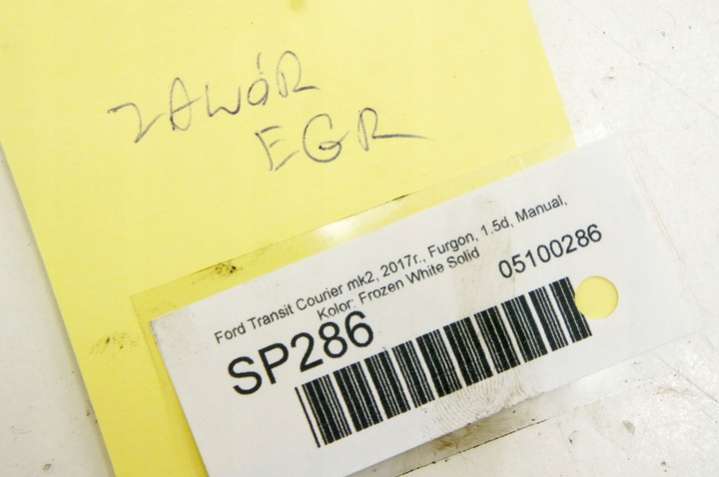 ZAWÓR
EGR
Ford Transit Courier mk2, 2017r., Furgon, 1.5d, Manual,
Kolor: Frozen White Solid
05100286
SP286